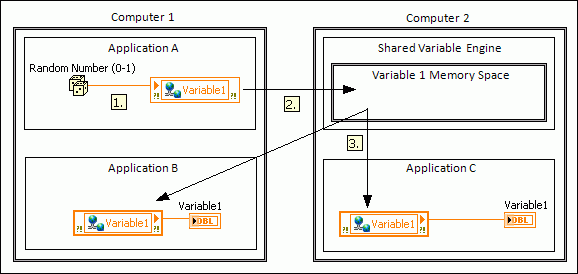 Computer 1
Application A
Random Number (0-1)
Variable1
?!
?!
1.
2.
Application B
Variable1
?!
?!
Variable1
DBL
Computer 2
Shared Variable Engine
Variable 1 Memory Space
3.
Application C
Variable1
?!
?!
Variable1
DBL